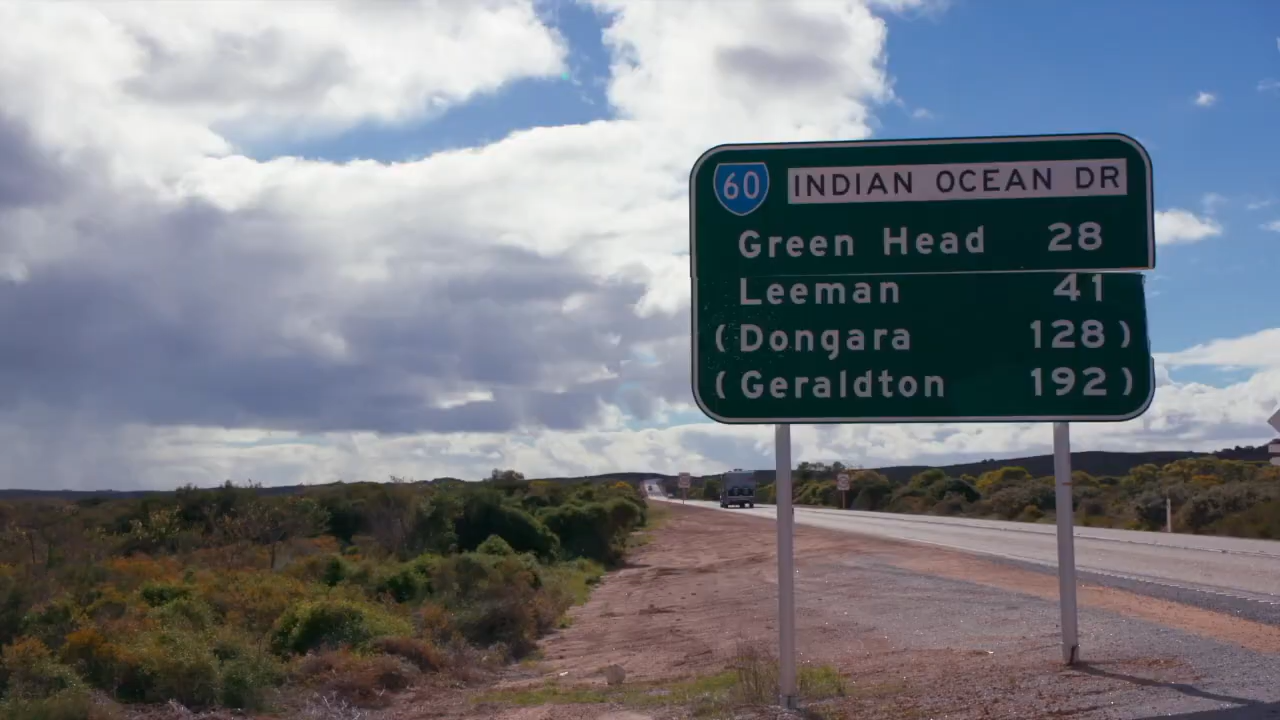 60 INDIAN OCEAN DR
Green Head 28
Leeman 41
(Dongara 128)
(Geraldton 192)